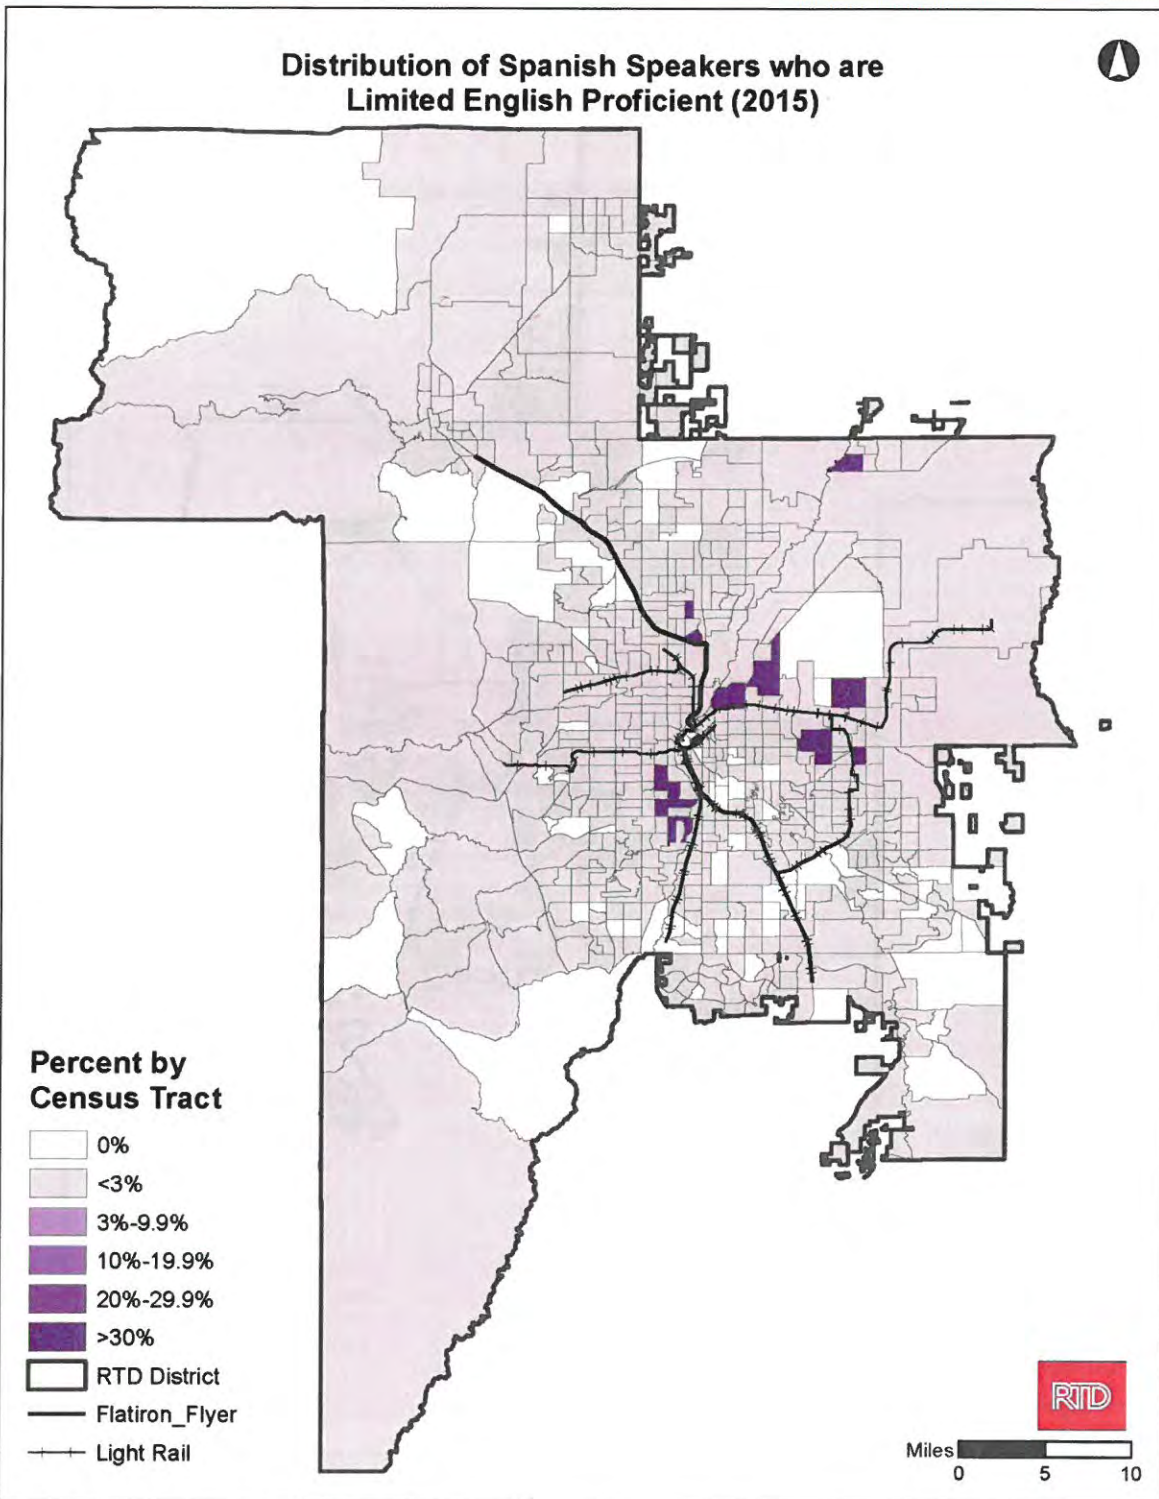 Distribution of Spanish Speakers who are
Limited English Proficient (2015)
Percent by
Census Tract
0%
<3%
3%-9.9%
10%-19.9%
20%-29.9%
>30%
RTD District
Flatiron_Flyer
Light Rail
RTD
Miles
0 5 10